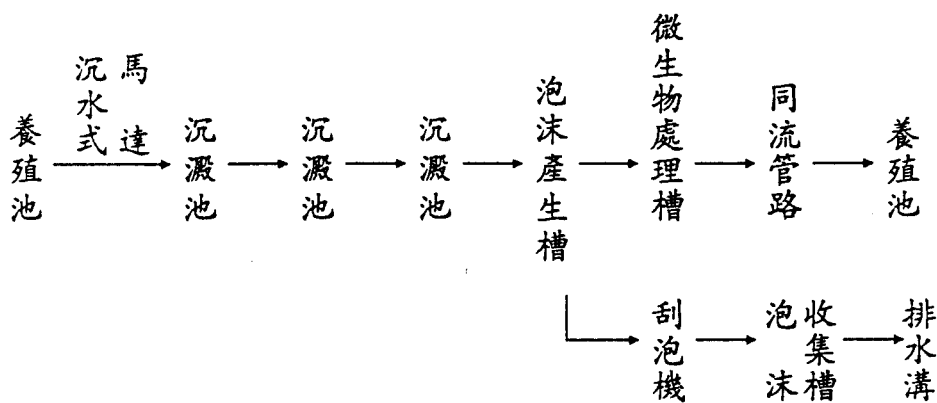 養殖池
沉水式馬達
沉澱池
沉澱池
沉澱池
泡沫產生槽
微生物處理槽
同流管路
養殖池
刮泡機
泡沫收集槽
排水溝